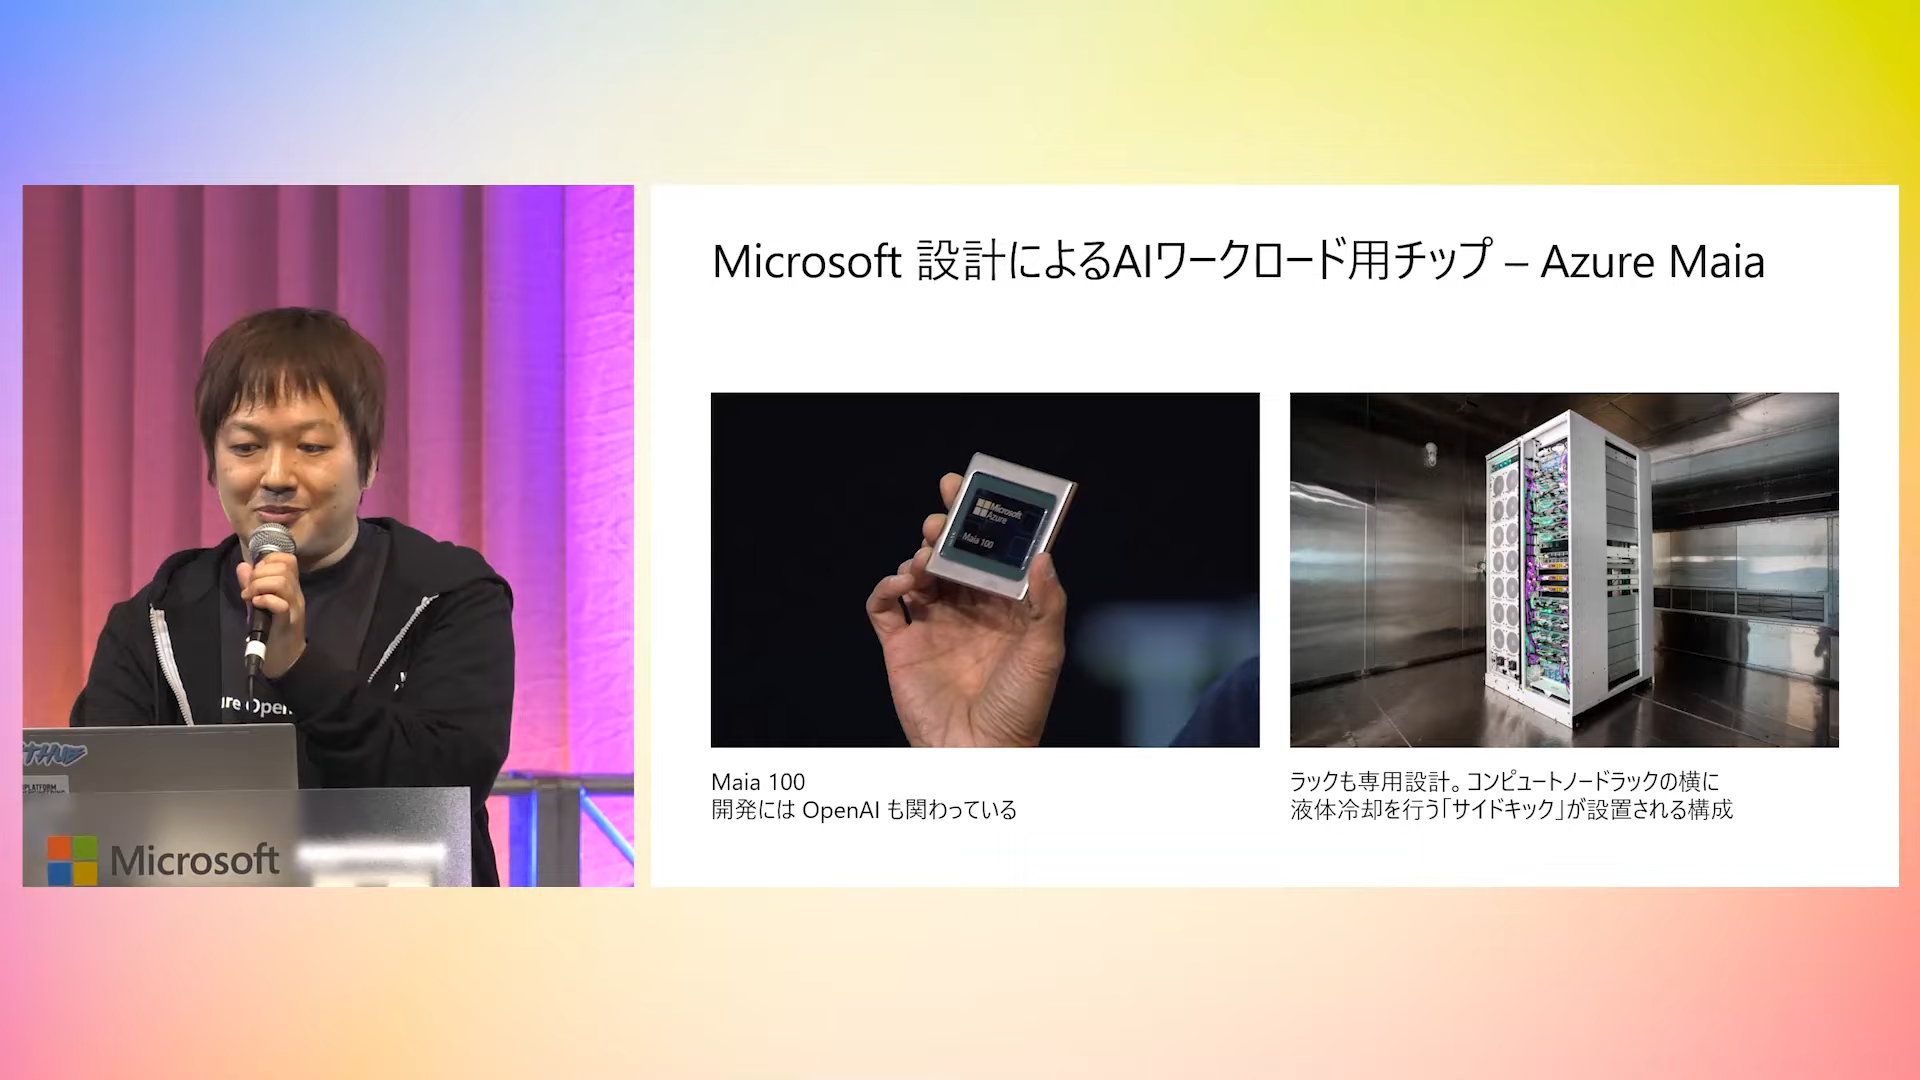 Microsoft 設計によるAIワークロード用チップ – Azure Maia
Microsoft
Azure
Maia 100
Maia 100
開発には OpenAI も関わっている
ラックも専用設計。コンピュートノードラックの横に
液体冷却を行う「サイドキック」が設置される構成
PLATFORM
Microsoft